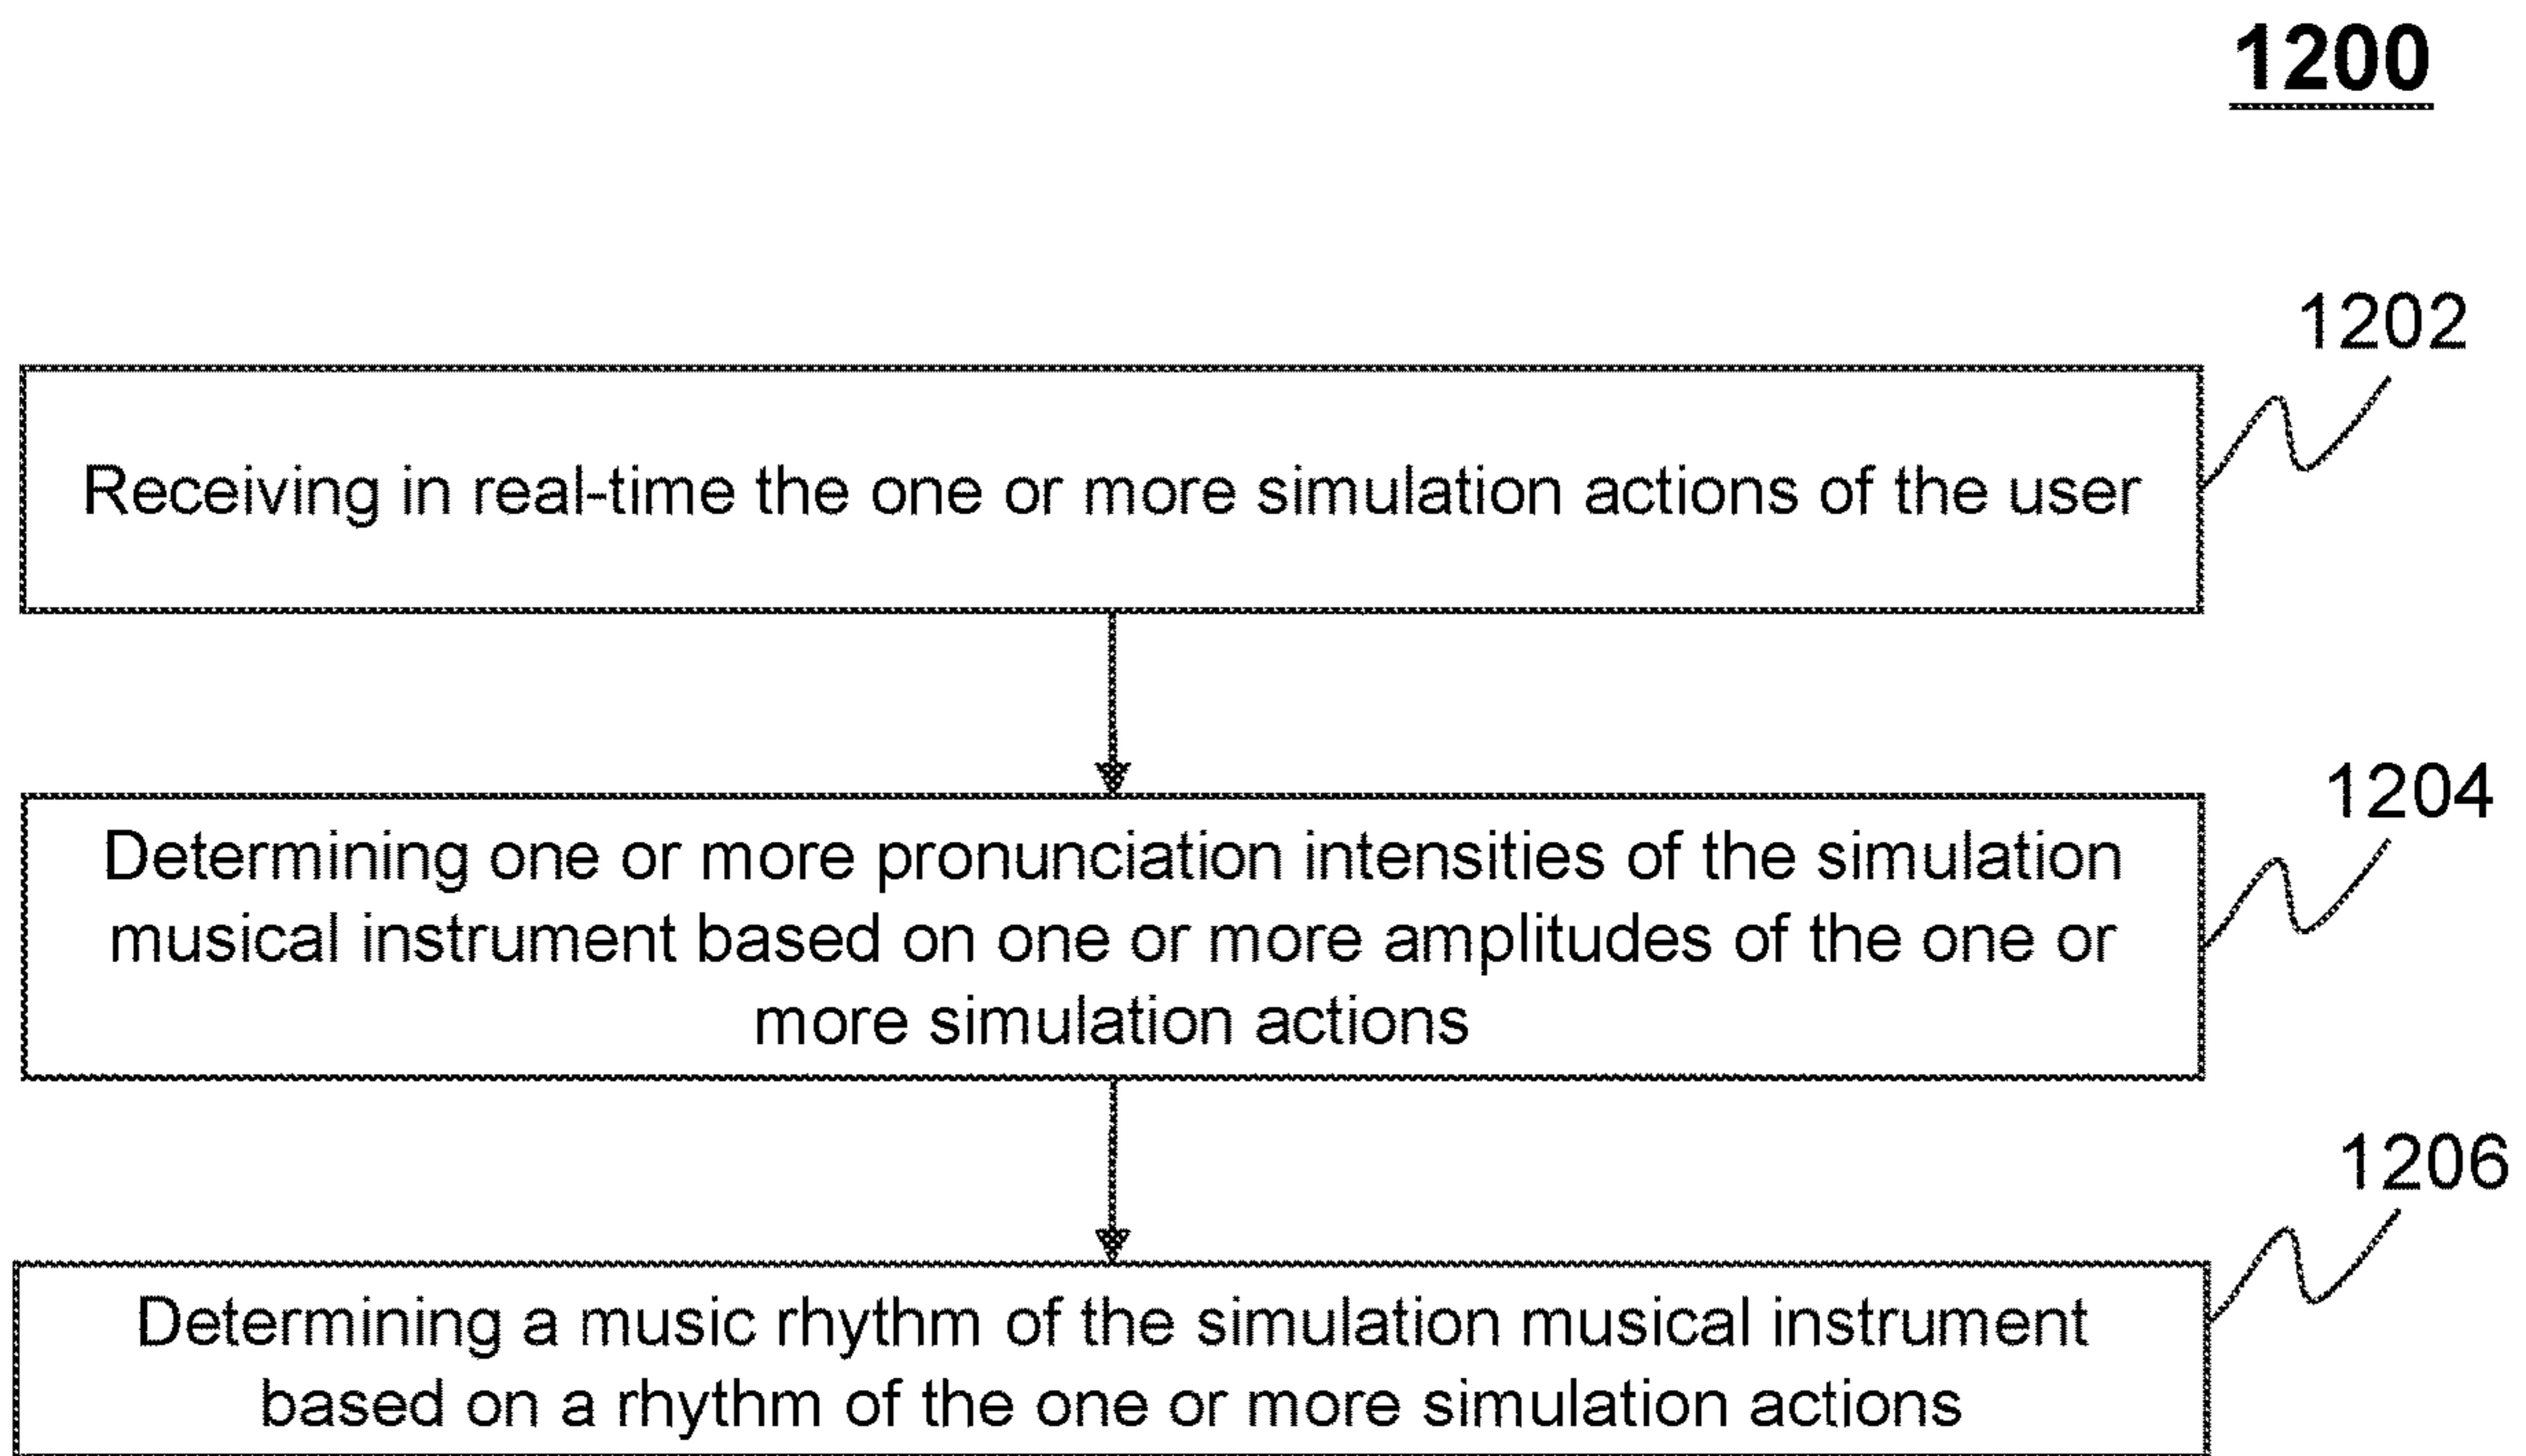 1200
1202
Receiving in real-time the one or more simulation actions of the user
1204
Determining one or more pronunciation intensities of the simulation
musical instrument based on one or more amplitudes of the one or
more simulation actions
1206
Determining a music rhythm of the simulation musical instrument
based on a rhythm of the one or more simulation actions